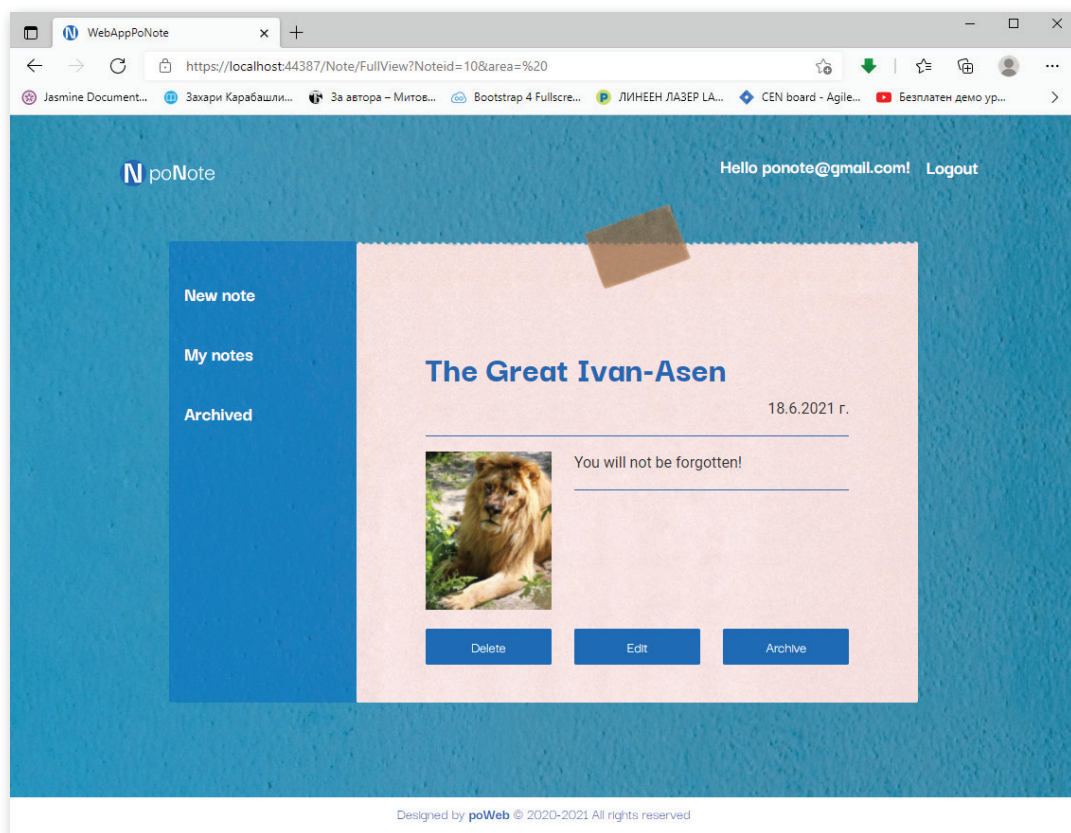 WebAppPoNote
https://localhost:44387/Note/FullView?Noteid=10&area=%20
Jasmine Document... Захари Карабашли... За автора – Митов... Bootstrap 4 Fullscre... ЛИНЕЕН ЛАЗЕР LA... CEN board - Agile... Безплатен демо ур...
N poNote
Hello ponote@gmail.com! Logout
New note
My notes
Archived
The Great Ivan-Asen
18.6.2021 г.
You will not be forgotten!
Delete Edit Archive
Designed by poWeb © 2020-2021 All rights reserved